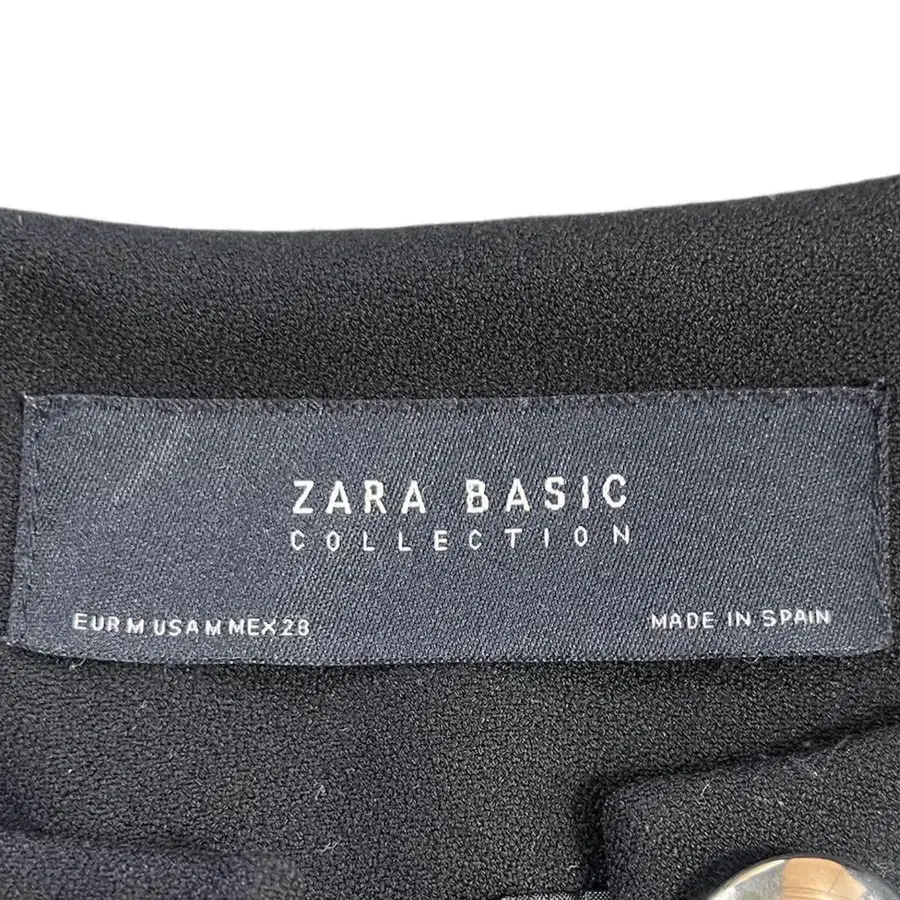 ZARA BASIC
COLLECTION
EUR M USA M MEX 28
MADE IN SPAIN